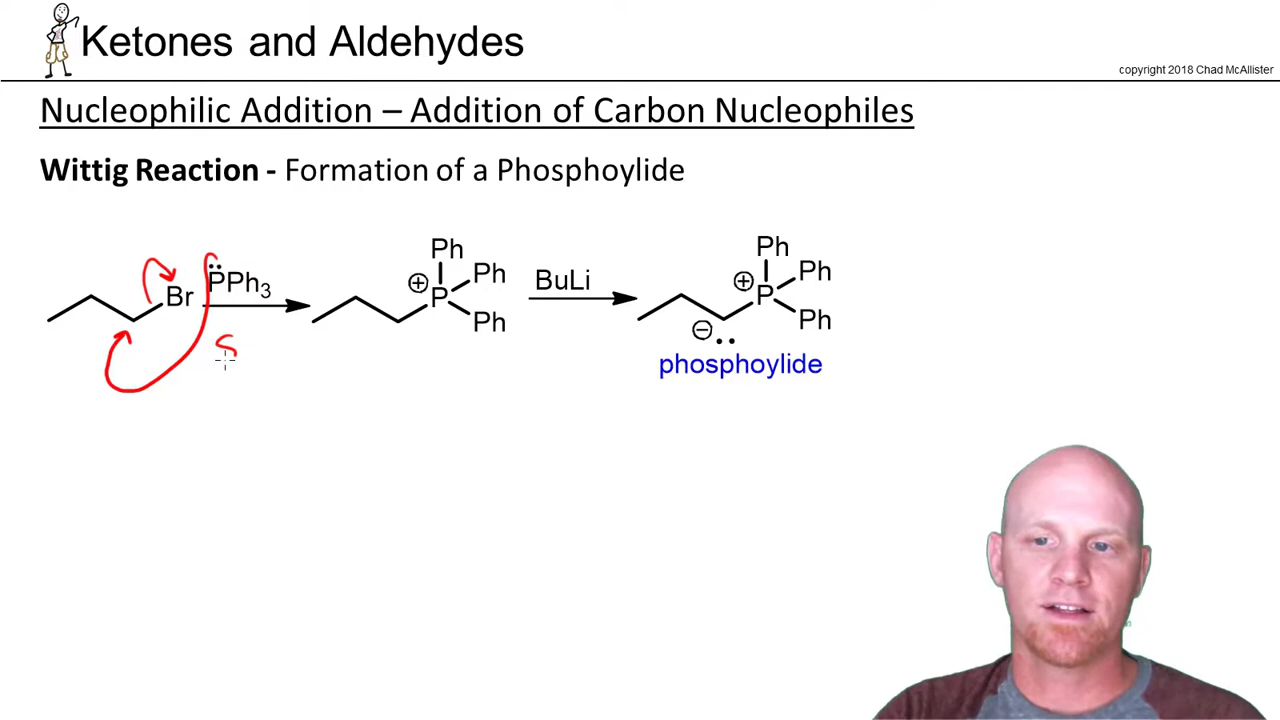 Ketones and Aldehydes
copyright 2018 Chad McAllister
Nucleophilic Addition – Addition of Carbon Nucleophiles
Wittig Reaction - Formation of a Phosphoylide
Br
PPh3
S
⊕
P
Ph
Ph
Ph
BuLi
⊕
P
Ph
Ph
Ph
⊖
phosphoylide